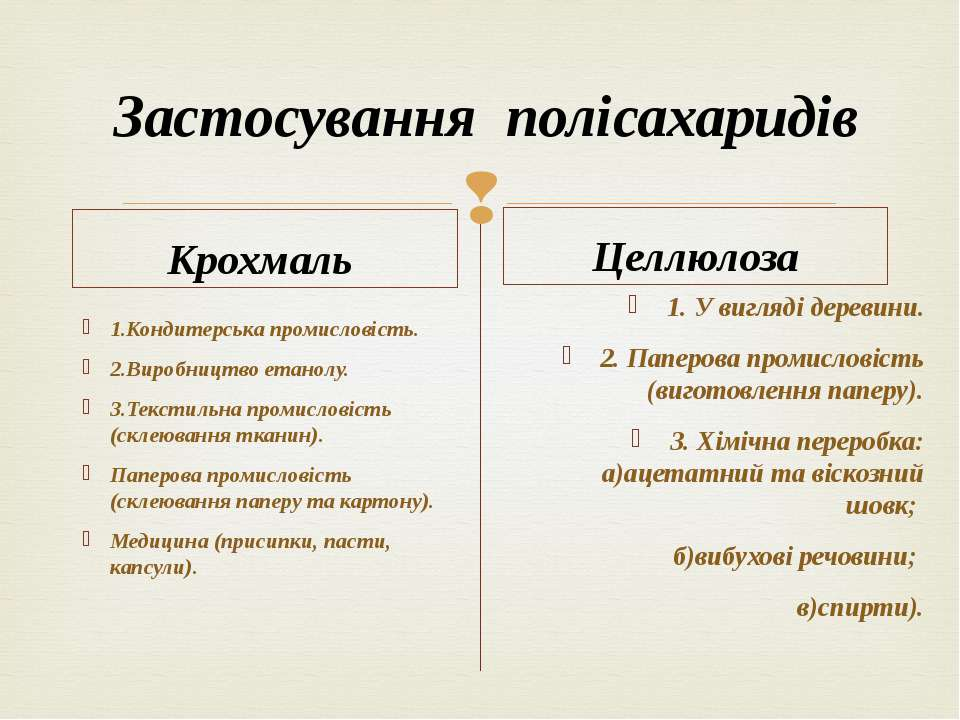 Застосування полісахаридів
Крохмаль
1.Кондитерська промисловість.
2.Виробництво етанолу.
3.Текстильна промисловість
(склеювання тканин).
Паперова промисловість
(склеювання паперу та картону).
Медицина (присипки, пасти,
капсули).
Целлюлоза
1. У вигляді деревини.
2. Паперова промисловість
(виготовлення паперу).
3. Хімічна переробка:
а)ацетатний та віскозний
шовк;
б)вибухові речовини;
в)спирти).